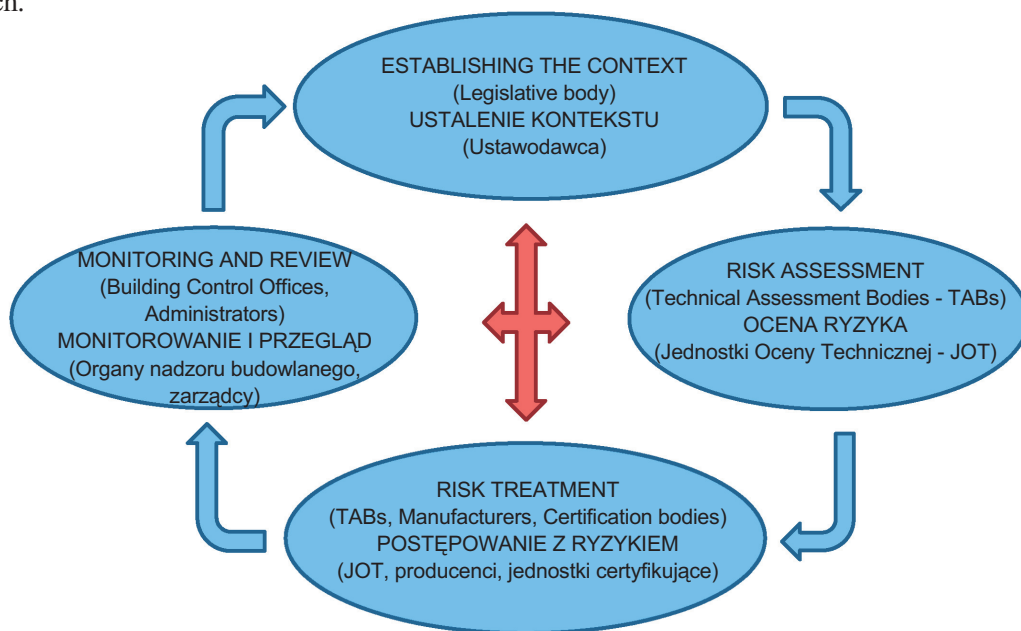 ESTABLISHING THE CONTEXT
(Legislative body)
USTALENIE KONTEKSTU
(Ustawodawca)
RISK ASSESSMENT
(Technical Assessment Bodies - TABs)
OCENA RYZYKA
(Jednostki Oceny Technicznej - JOT)
RISK TREATMENT
(TABs, Manufacturers, Certification bodies)
POSTĘPOWANIE Z RYZYKIEM
(JOT, producenci, jednostki certyfikujące)
MONITORING AND REVIEW
(Building Control Offices,
Administrators)
MONITOROWANIE I PRZEGLĄD
(Organy nadzoru budowlanego,
zarządcy)